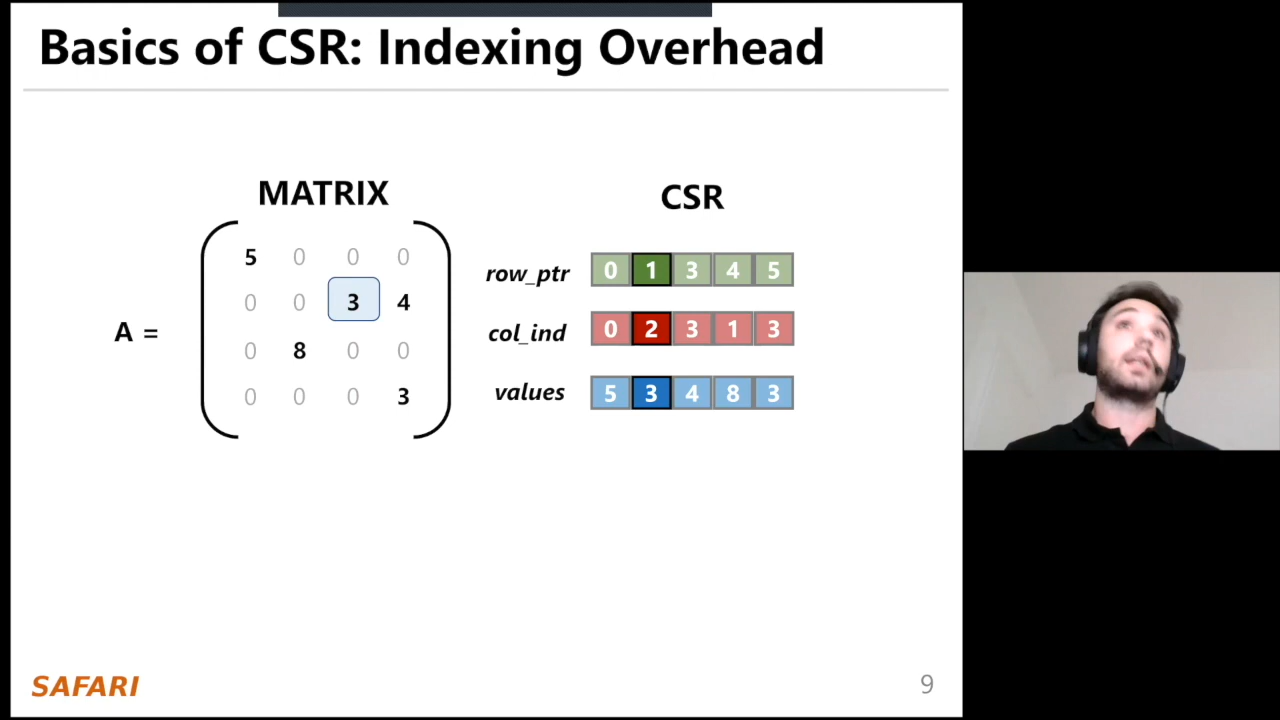 Basics of CSR: Indexing Overhead
MATRIX
CSR
A =
5 0 0 0
0 0 3 4
0 8 0 0
0 0 0 3
row_ptr 0 1 3 4 5
col_ind 0 2 3 1 3
values 5 3 4 8 3
SAFARI
9